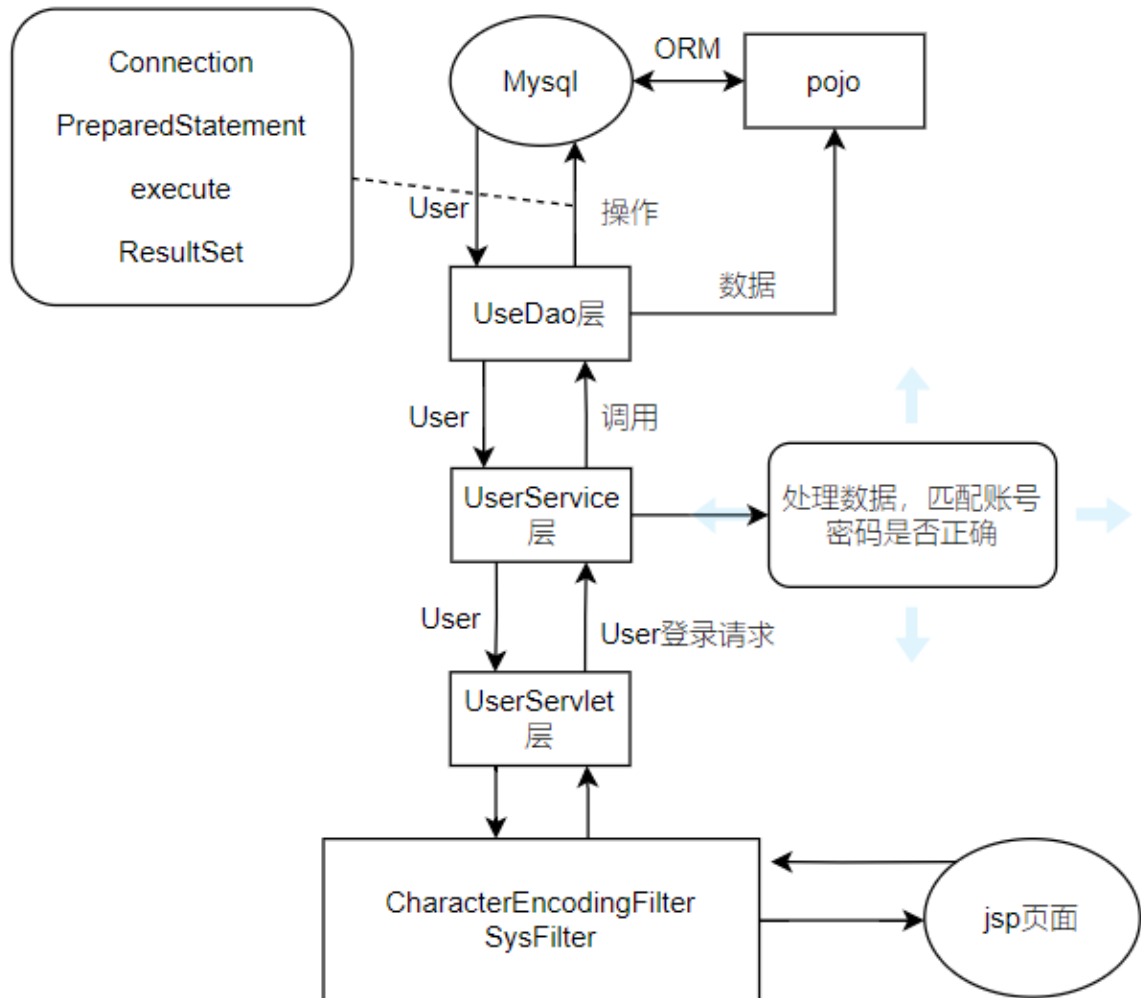 Connection
PreparedStatement
execute
ResultSet
Mysql
ORM
pojo
User
操作
UseDao层
数据
User
调用
UserService
层
处理数据，匹配账号
密码是否正确
User
User登录请求
UserServlet
层
CharacterEncodingFilter
SysFilter
jsp页面